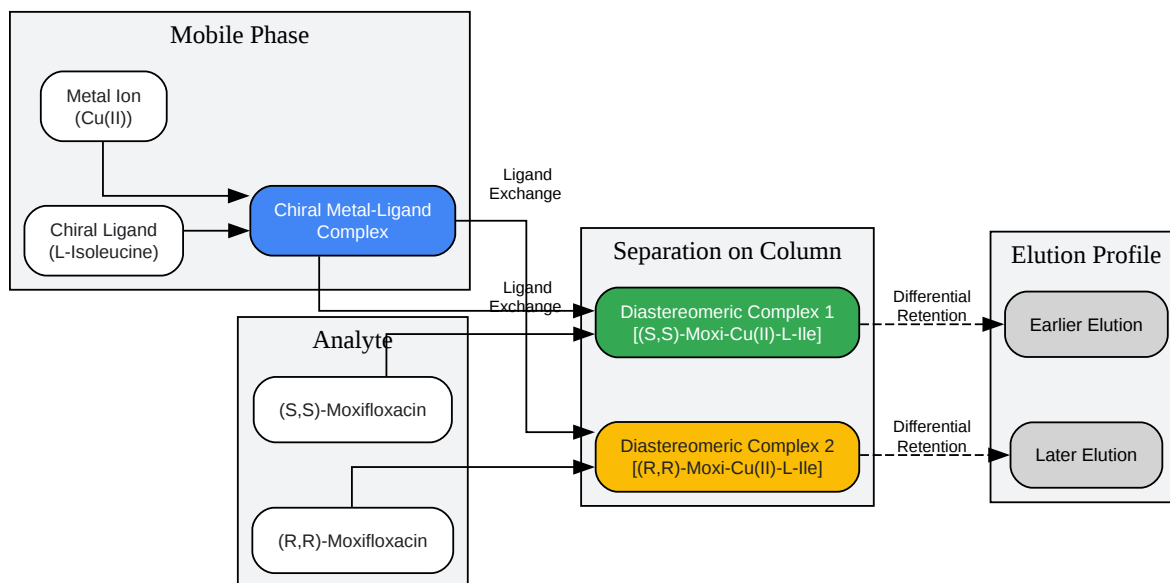 Mobile Phase
Metal Ion
(Cu(II))
Chiral Ligand
(L-Isoleucine)
Chiral Metal-Ligand
Complex
Ligand
Exchange
Ligand
Exchange
Analyte
(S,S)-Moxifloxacin
(R,R)-Moxifloxacin
Separation on Column
Diastereomeric Complex 1
[(S,S)-Moxi-Cu(II)-L-Ile]
Diastereomeric Complex 2
[(R,R)-Moxi-Cu(II)-L-Ile]
Differential
Retention
Differential
Retention
Elution Profile
Earlier Elution
Later Elution